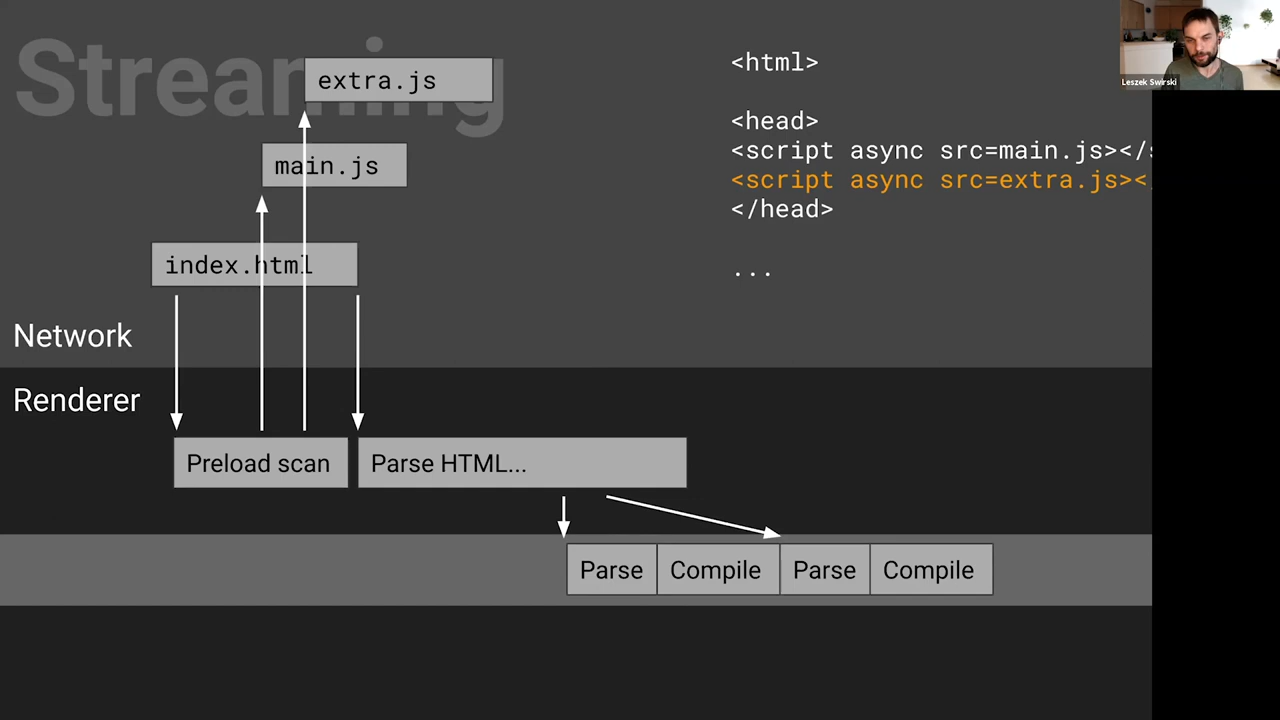 Streaming
extra.js
main.js
index.html
Network
Renderer
Preload scan
Parse HTML...
Parse
Compile
Parse
Compile
<html>
<head>
<script async src=main.js></s
<script async src=extra.js><
</head>
...
Leszek Swirski